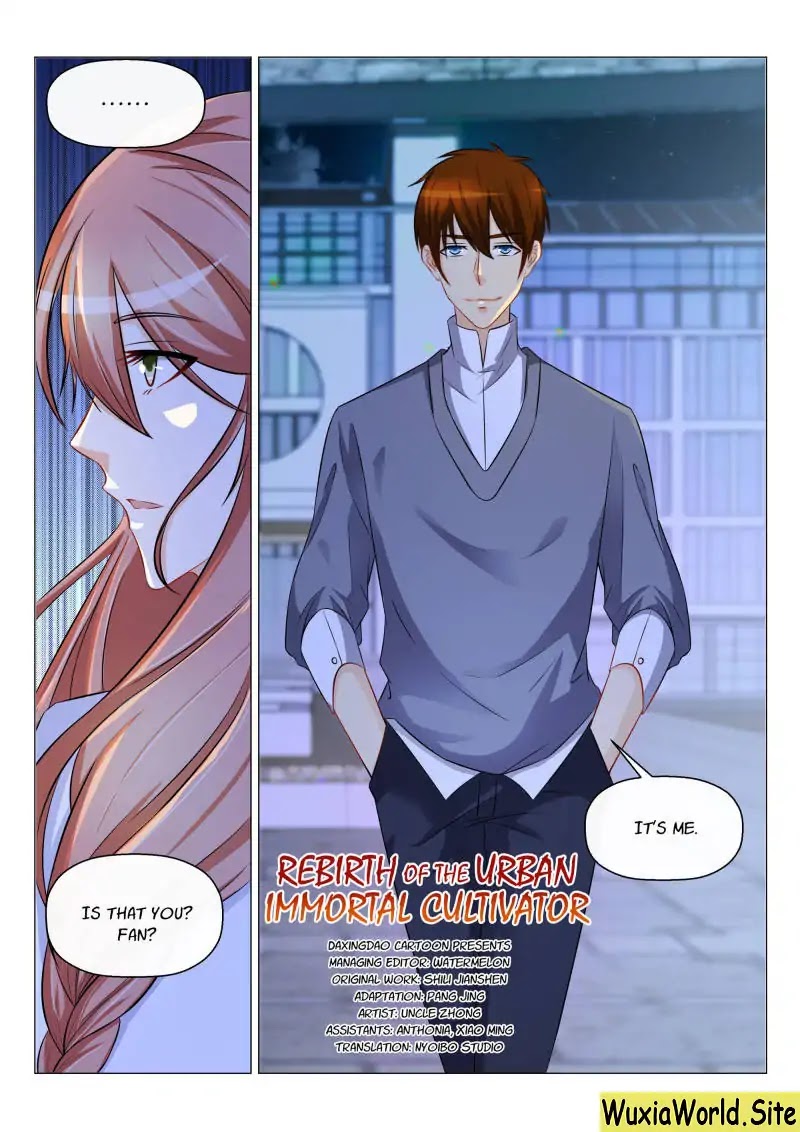 ......
IS THAT YOU?
FAN?
IT'S ME.
REBIRTH OF THE URBAN
IMMORTAL CULTIVATOR
DAXINGDAO CARTOON PRESENTS
MANAGING EDITOR: WATERMELON
ORIGINAL WORK: SHILI JIANSHEN
ADAPTATION: PANG JING
ARTIST: UNCLE ZHONG
ASSISTANTS: ANTHONIA, XIAO MING
TRANSLATION: NYOIBO STUDIO
WuxiaWorld.Site